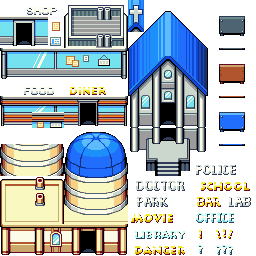 SHOP
FOOD DINER
POLICE
DOCTOR SCHOOL
PARK BAR LAB
MOVIE OFFICE
LIBRARY ! !!!
DANGER ? ???